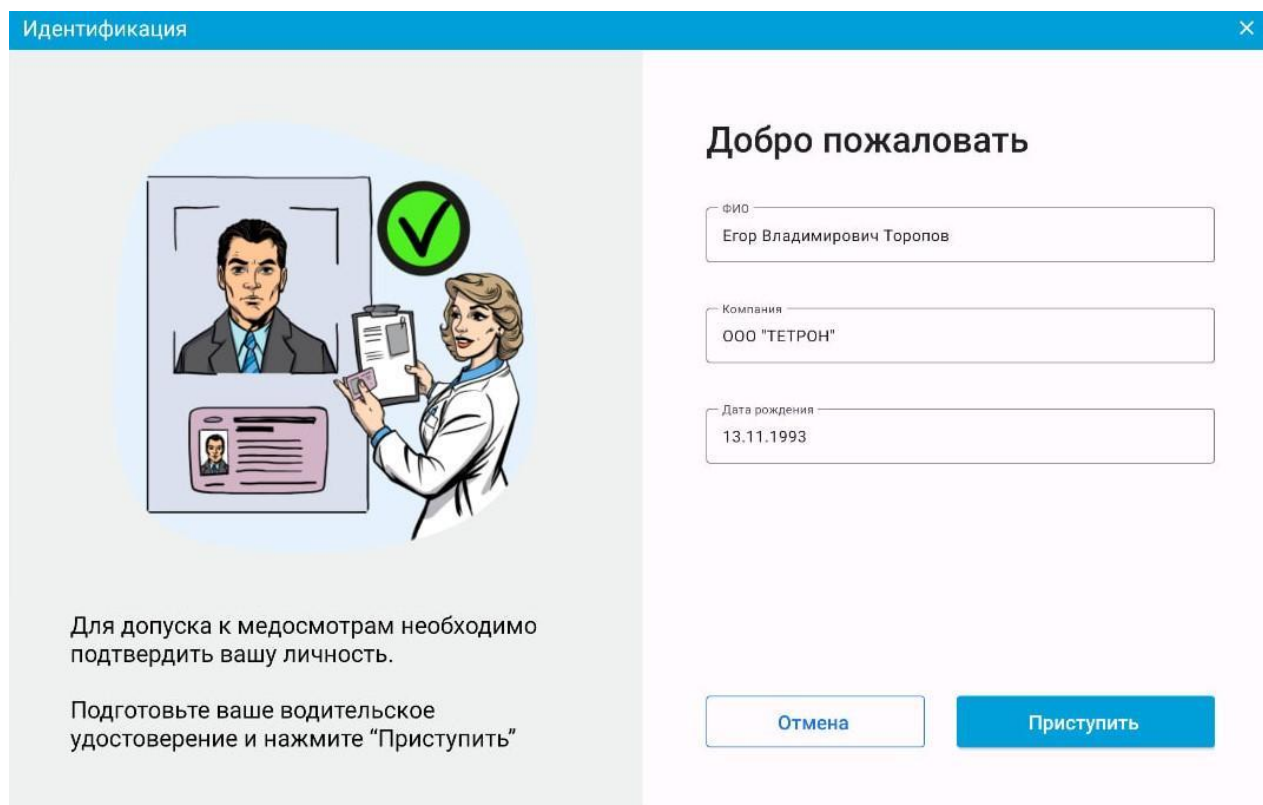 Идентификация
Добро пожаловать
ФИО
Егор Владимирович Торопов
Компания
ООО "ТЕТРОН"
Дата рождения
13.11.1993
Для допуска к медосмотрам необходимо
подтвердить вашу личность.
Подготовьте ваше водительское
удостоверение и нажмите “Приступить”
Отмена
Приступить